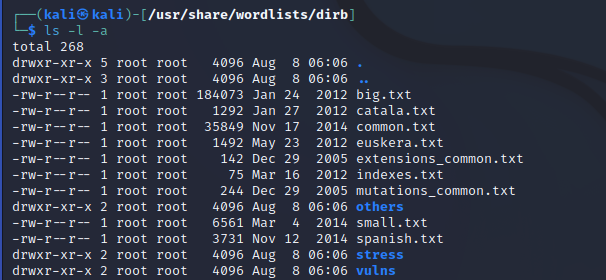 ┌──(kali㉿kali)-[/usr/share/wordlists/dirb]
└─$ ls -l -a
total 268
drwxr-xr-x 5 root root   4096 Aug  8 06:06 .
drwxr-xr-x 3 root root   4096 Aug  8 06:06 ..
-rw-r--r-- 1 root root 184073 Jan 24  2012 big.txt
-rw-r--r-- 1 root root   1292 Jan 27  2012 catala.txt
-rw-r--r-- 1 root root  35849 Nov 17  2014 common.txt
-rw-r--r-- 1 root root   1492 May 23  2012 euskera.txt
-rw-r--r-- 1 root root    142 Dec 29  2005 extensions_common.txt
-rw-r--r-- 1 root root     75 Mar 16  2012 indexes.txt
-rw-r--r-- 1 root root    244 Dec 29  2005 mutations_common.txt
drwxr-xr-x 2 root root   4096 Aug  8 06:06 others
-rw-r--r-- 1 root root   6561 Mar  4  2014 small.txt
-rw-r--r-- 1 root root   3731 Nov 12  2014 spanish.txt
drwxr-xr-x 2 root root   4096 Aug  8 06:06 stress
drwxr-xr-x 2 root root   4096 Aug  8 06:06 vulns